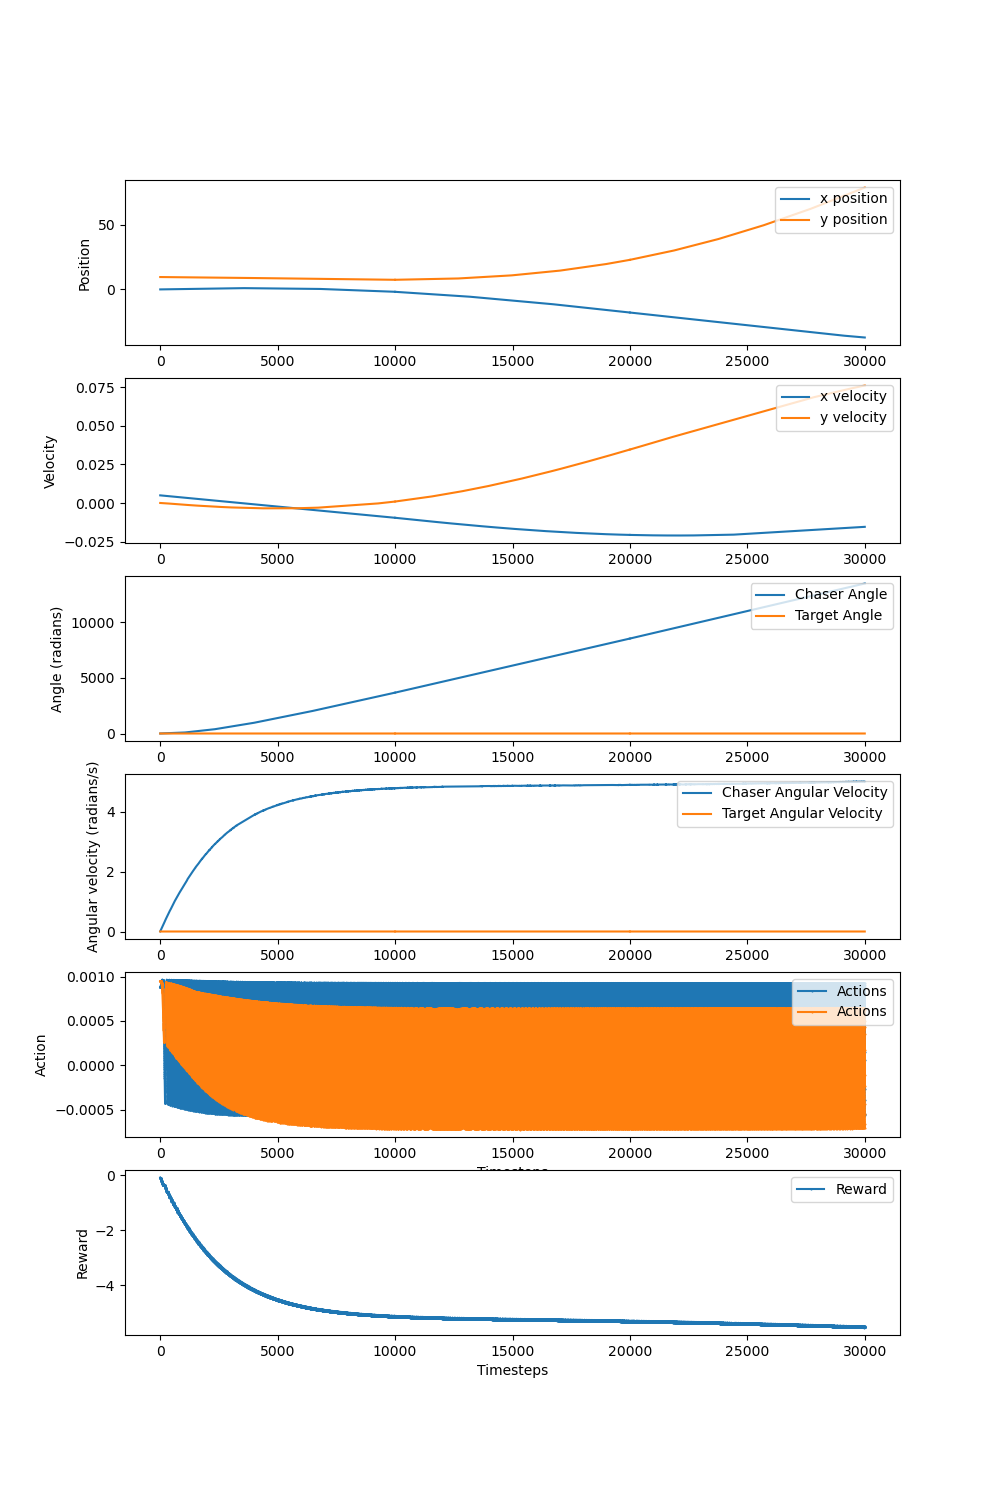 50
0
Position
x position
y position
0 5000 10000 15000 20000 25000 30000
0.075
0.050
0.025
0.000
−0.025
Velocity
x velocity
y velocity
0 5000 10000 15000 20000 25000 30000
10000
5000
0
Angle (radians)
Chaser Angle
Target Angle
0 5000 10000 15000 20000 25000 30000
4
2
0
Angular velocity (radians/s)
Chaser Angular Velocity
Target Angular Velocity
0 5000 10000 15000 20000 25000 30000
0.0010
0.0005
0.0000
−0.0005
Action
Actions
Actions
0 5000 10000 15000 20000 25000 30000
Timesteps
0
−2
−4
Reward
Reward
0 5000 10000 15000 20000 25000 30000
Timesteps